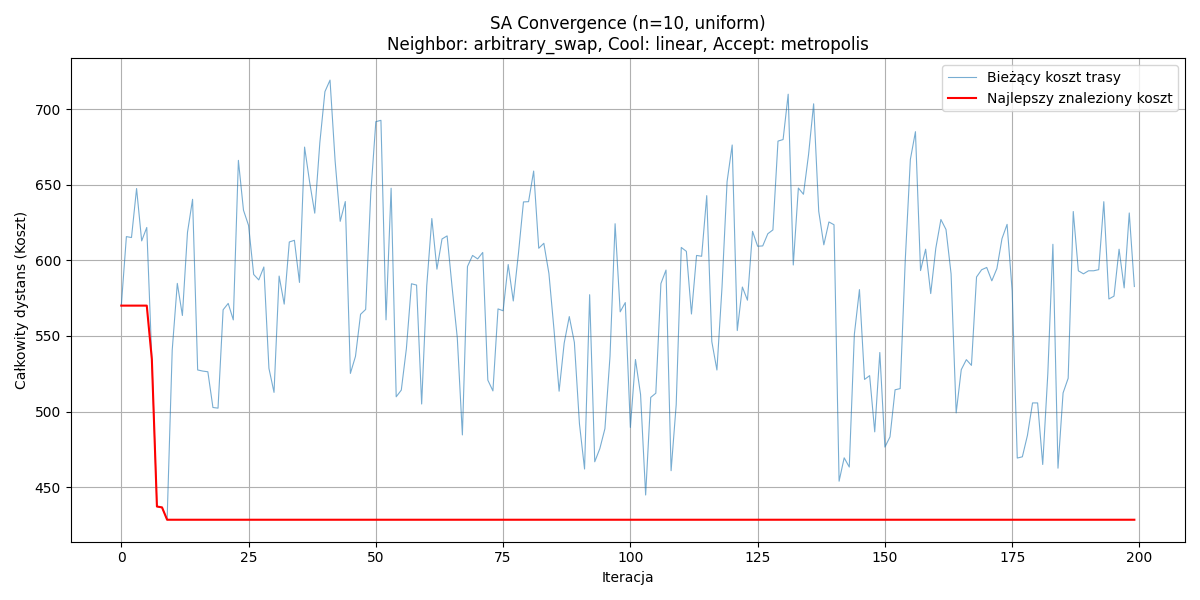 SA Convergence (n=10, uniform)
Neighbor: arbitrary_swap, Cool: linear, Accept: metropolis
Bieżący koszt trasy
Najlepszy znaleziony koszt
Całkowity dystans (Koszt)
700
650
600
550
500
450
0 25 50 75 100 125 150 175 200
Iteracja